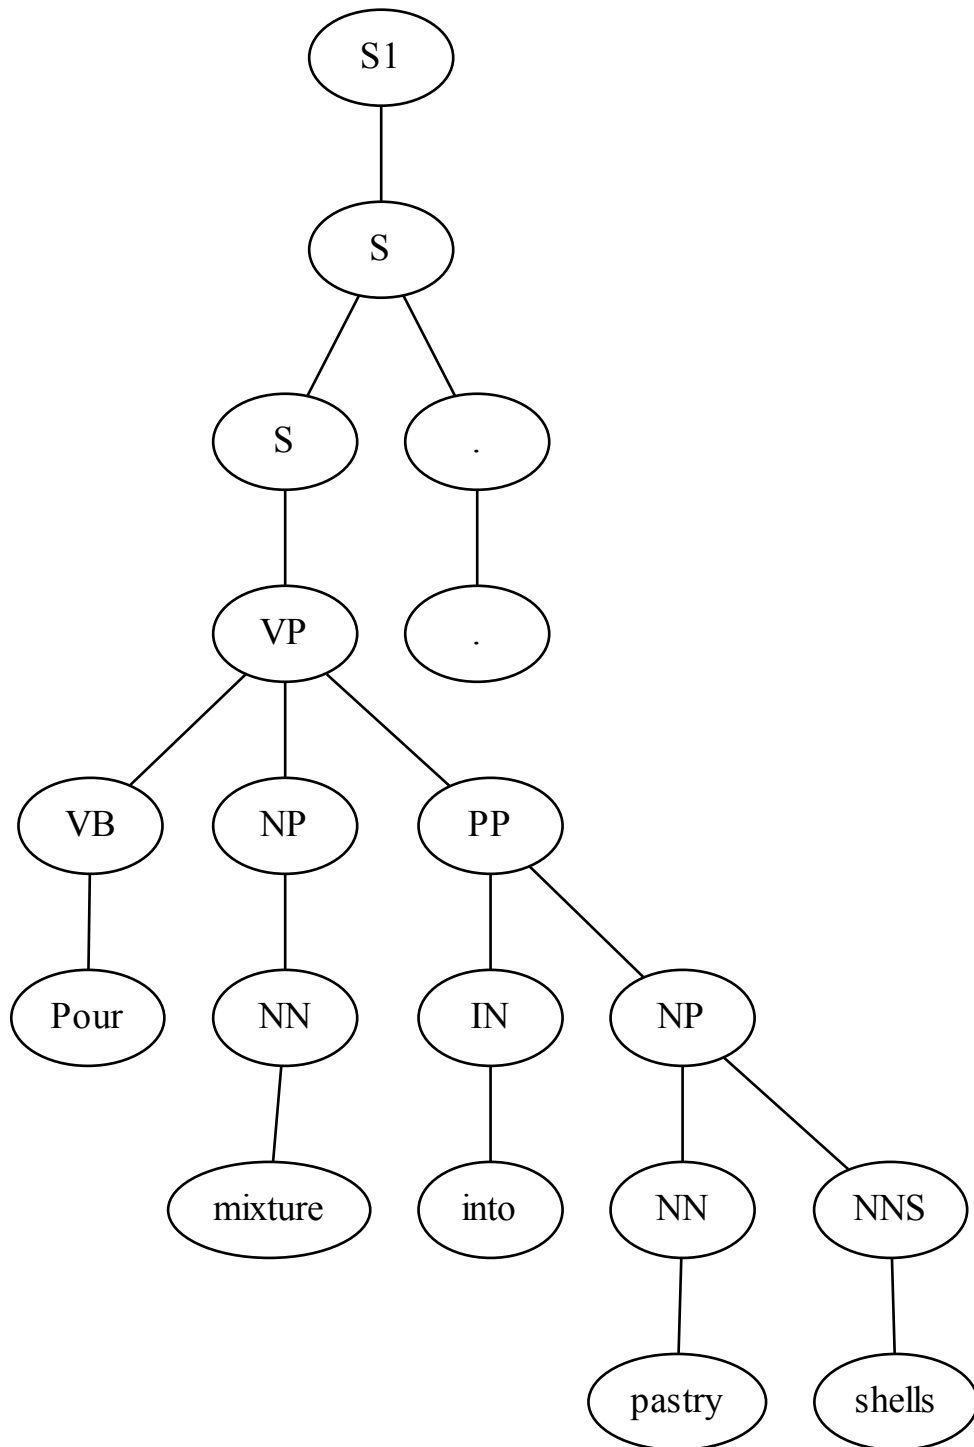 S1
S
S .
VP .
VB NP PP
Pour NN IN NP
mixture into NN NNS
pastry shells